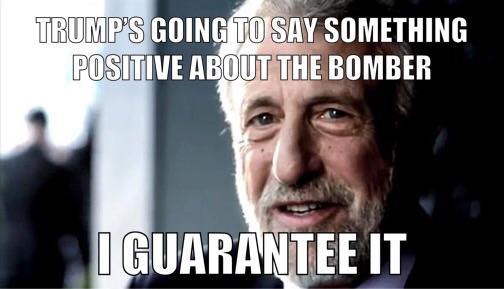 TRUMP'S GOING TO SAY SOMETHING
POSITIVE ABOUT THE BOMBER
I GUARANTEE IT